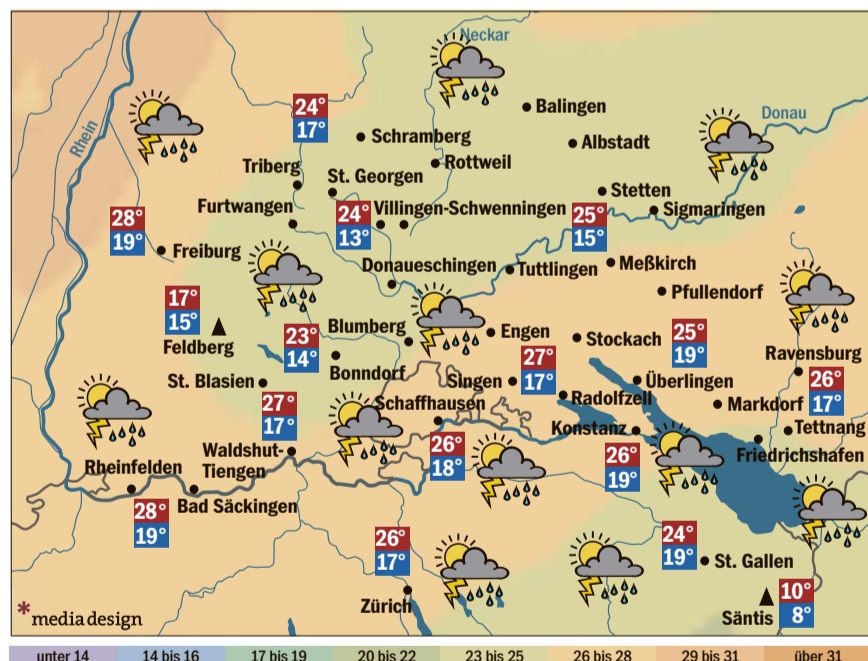 Neckar
Balingen
Donau
24°
17°
Schramberg
Albstadt
Rhein
Rottweil
Triberg
St. Georgen
Stetten
Furtwangen
24°
13°
Villingen-Schwenningen
25°
15°
Sigmaringen
28°
19°
Freiburg
Donaueschingen
Tuttlingen
Meßkirch
17°
15°
Feldberg
Pfullendorf
Blumberg
Engen
Stockach
25°
19°
23°
14°
Bonndorf
Ravensburg
St. Blasien
Singen
27°
17°
Überlingen
26°
17°
Radolfzell
27°
17°
Schaffhausen
Markdorf
Konstanz
Tettnang
Waldshut-
Tiengen
26°
18°
Friedrichshafen
26°
19°
Rheinfelden
Bad Säckingen
28°
19°
26°
17°
24°
19°
St. Gallen
Zürich
10°
8°
Säntis
* media design
unter 14 14 bis 16 17 bis 19 20 bis 22 23 bis 25 26 bis 28 29 bis 31 über 31